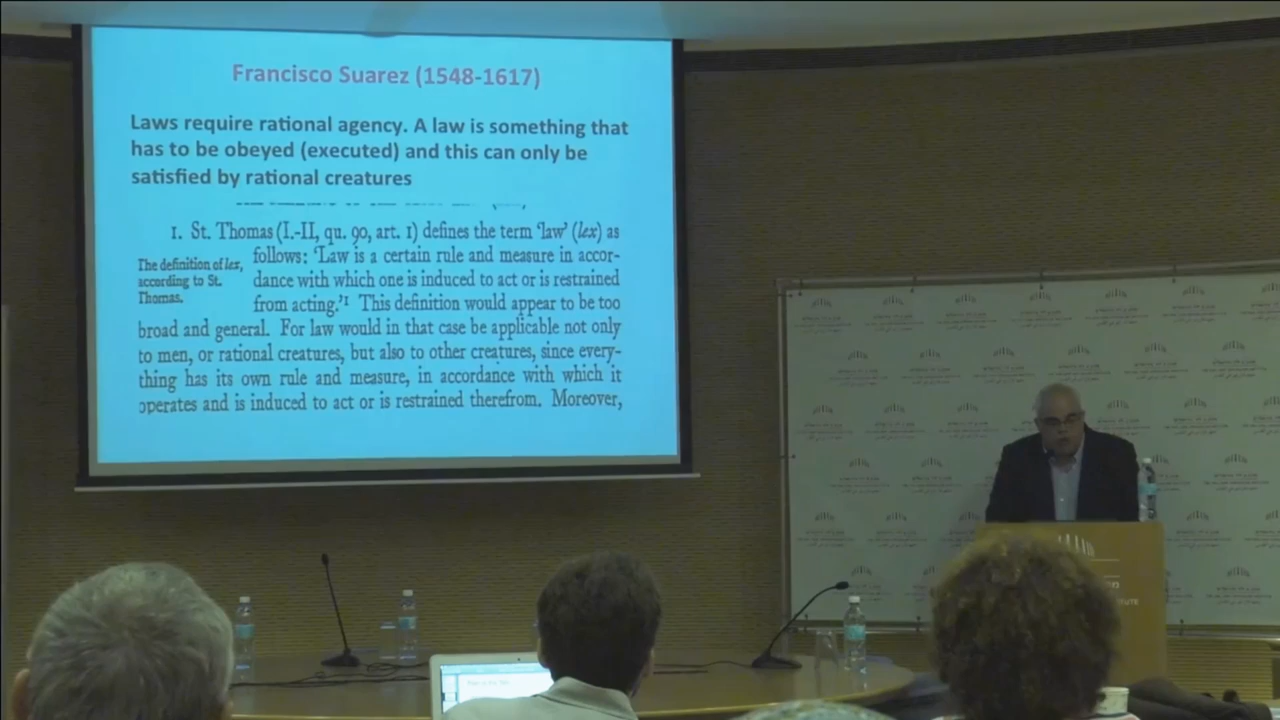 Francisco Suarez (1548-1617)
Laws require rational agency. A law is something that
has to be obeyed (executed) and this can only be
satisfied by rational creatures
1. St. Thomas (I.-II, qu. 90, art. 1) defines the term ‘law’ (lex) as
The definition of lex,
according to St.
Thomas.
follows: ‘Law is a certain rule and measure in accor-
dance with which one is induced to act or is restrained
from acting.’1 This definition would appear to be too
broad and general. For law would in that case be applicable not only
to men, or rational creatures, but also to other creatures, since every-
thing has its own rule and measure, in accordance with which it
operates and is induced to act or is restrained therefrom. Moreover,